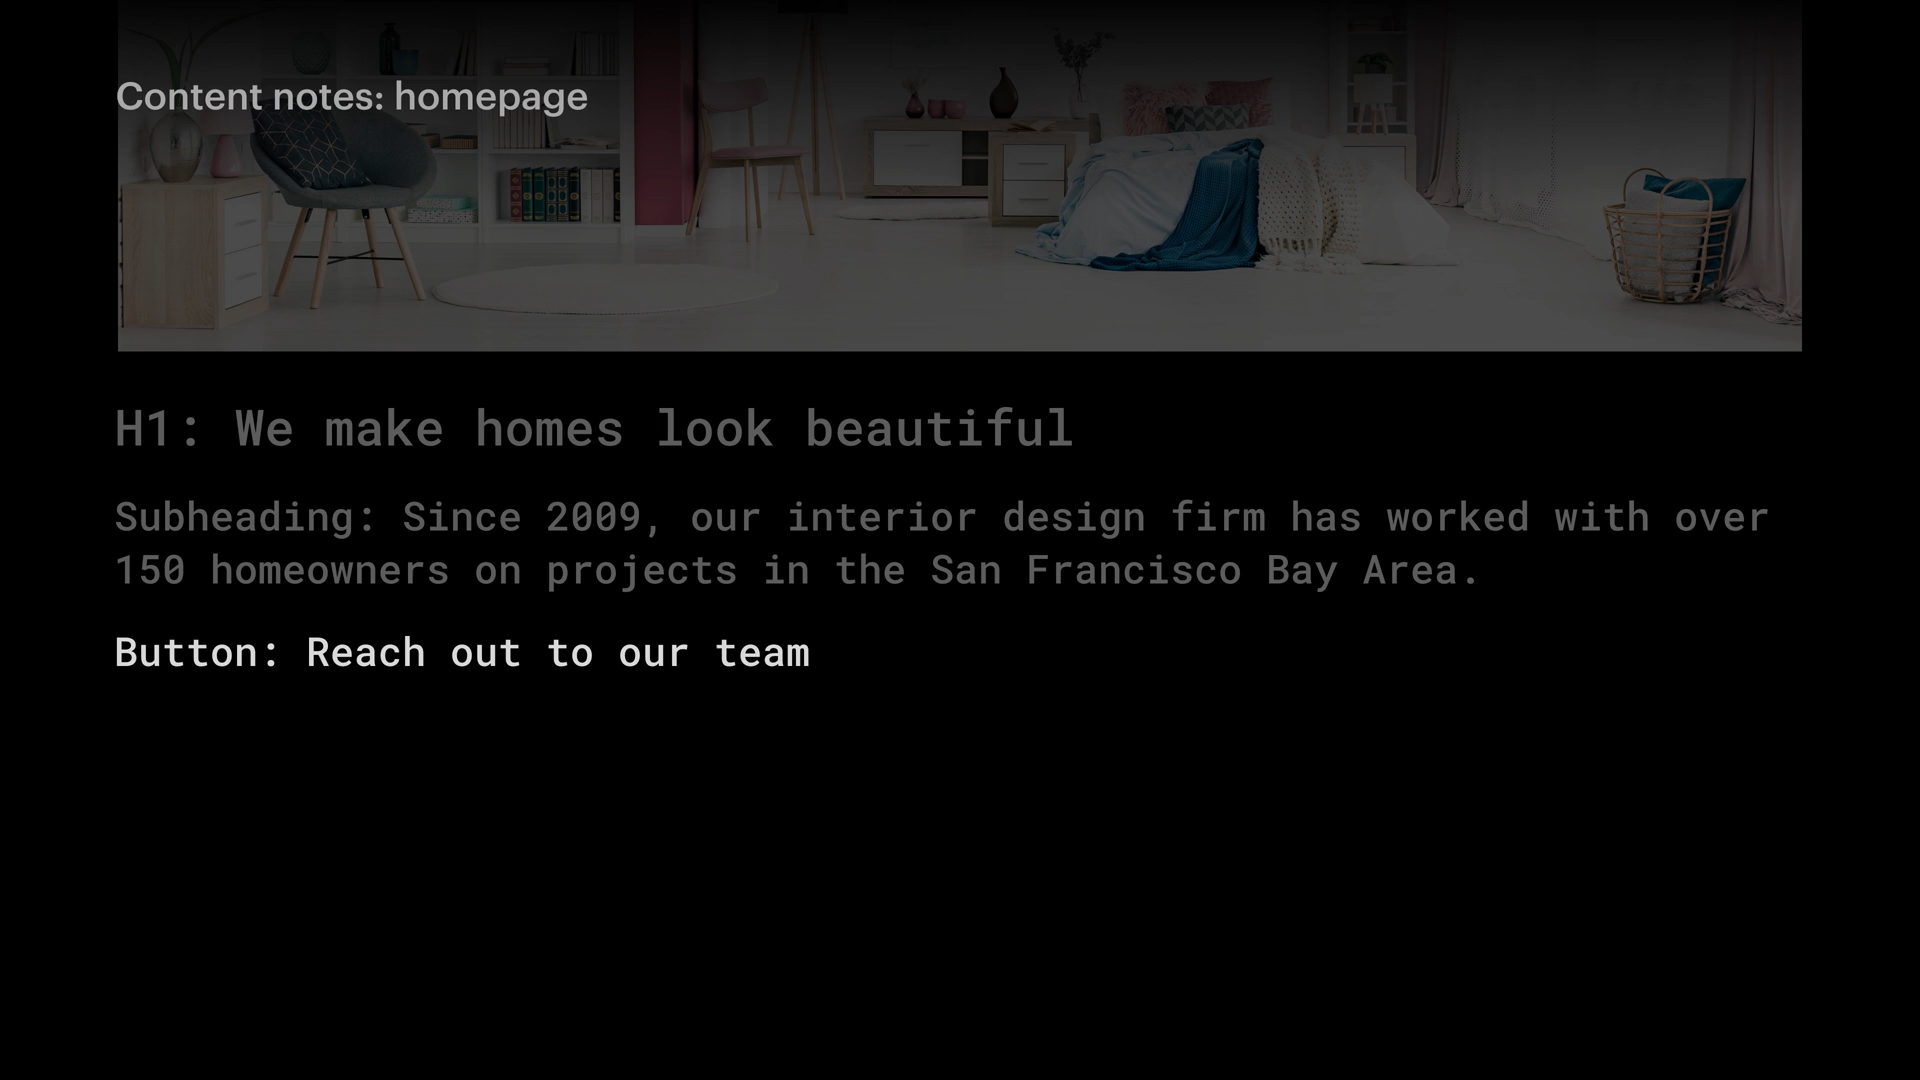 Content notes: homepage
H1: We make homes look beautiful
Subheading: Since 2009, our interior design firm has worked with over
150 homeowners on projects in the San Francisco Bay Area.
Button: Reach out to our team